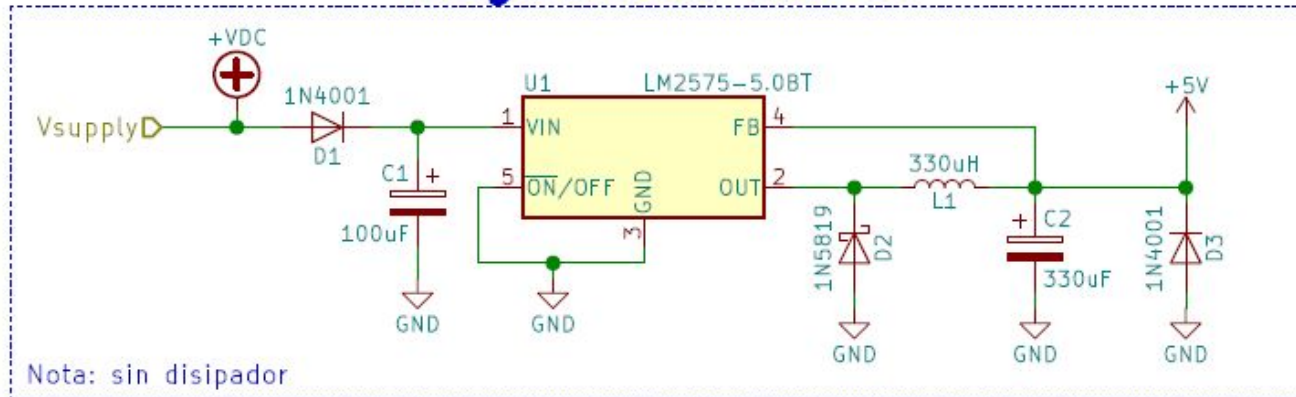 +VDC
Vsupply
1N4001
D1
C1
+
100uF
GND
U1
LM2575-5.0BT
1
VIN
5
ON/OFF
GND
3
FB
4
OUT
2
GND
1N5819
D2
GND
330uH
L1
+
C2
330uF
GND
+5V
1N4001
D3
GND
Nota: sin disipador